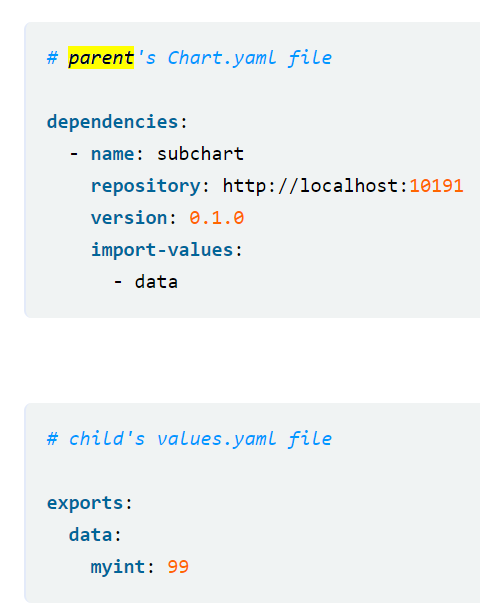 # parent's Chart.yaml file
dependencies:
  - name: subchart
    repository: http://localhost:10191
    version: 0.1.0
    import-values:
      - data
# child's values.yaml file
exports:
  data:
    myint: 99